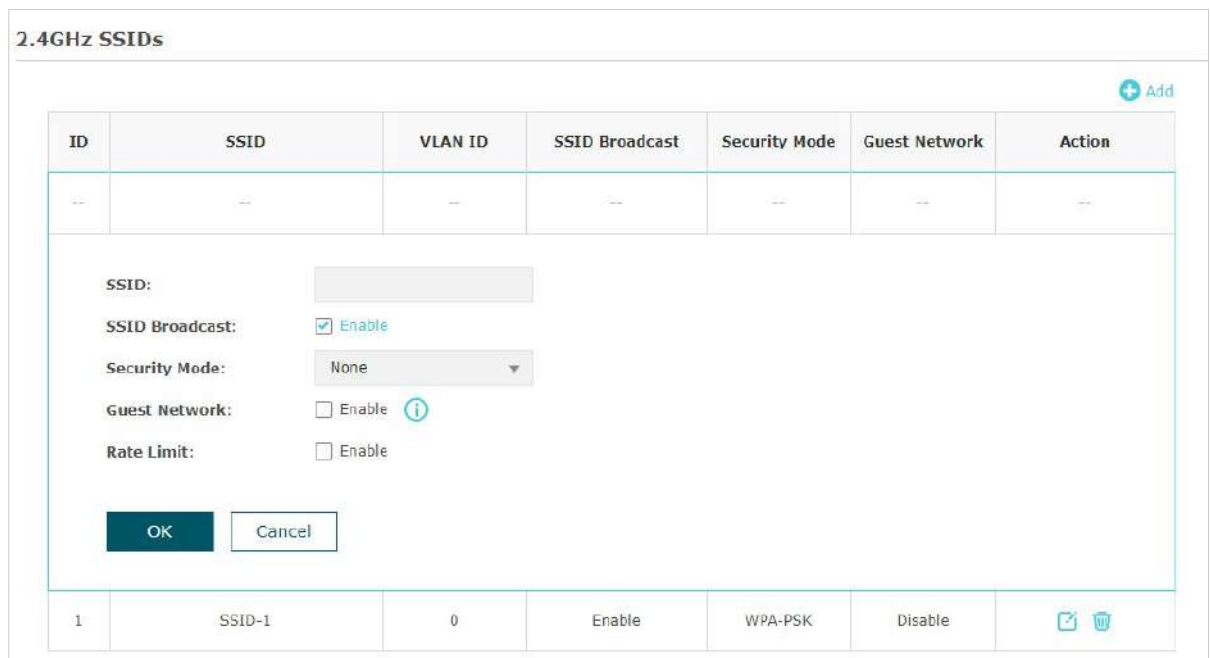 2.4GHz SSIDs
Add
ID SSID VLAN ID SSID Broadcast Security Mode Guest Network Action
-- -- -- -- -- -- --
SSID:
SSID Broadcast: Enable
Security Mode: None
Guest Network: Enable
Rate Limit: Enable
OK Cancel
1 SSID-1 0 Enable WPA-PSK Disable